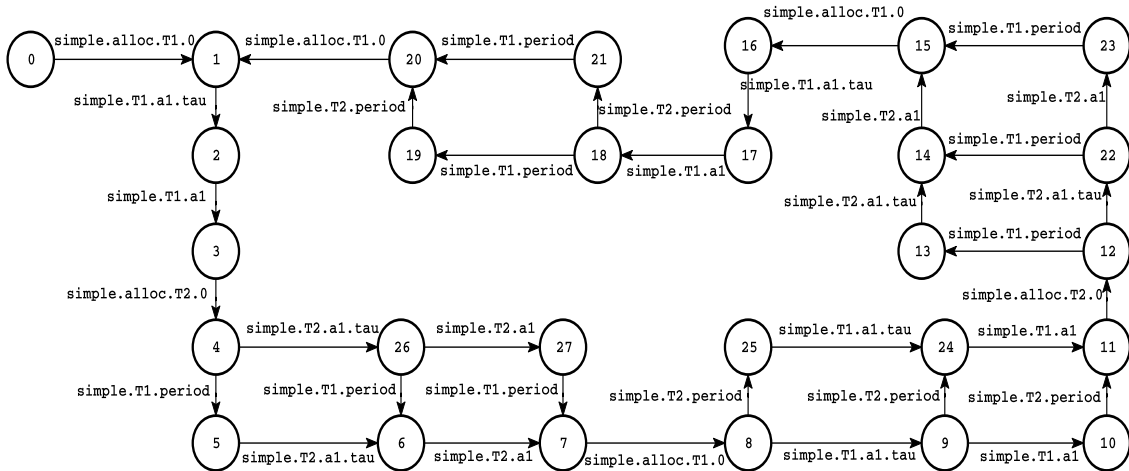 simple.alloc.T1.0 simple.alloc.T1.0 simple.T1.period simple.alloc.T1.0 simple.T1.period
0 1 20 21 16 15 23
simple.T1.a1.tau simple.T2.period simple.T2.period simple.T1.a1.tau simple.T2.a1 simple.T2.a1
2 19 simple.T1.period 18 simple.T1.a1 17 14 simple.T1.period 22
simple.T1.a1 simple.T2.a1.tau simple.T2.a1.tau
3 13 simple.T1.period 12
simple.alloc.T2.0 simple.alloc.T2.0
4 simple.T2.a1.tau 26 simple.T2.a1 27 25 simple.T1.a1.tau 24 simple.T1.a1 11
simple.T1.period simple.T1.period simple.T1.period simple.T2.period simple.T2.period simple.T2.period
5 simple.T2.a1.tau 6 simple.T2.a1 7 simple.alloc.T1.0 8 simple.T1.a1.tau 9 simple.T1.a1 10